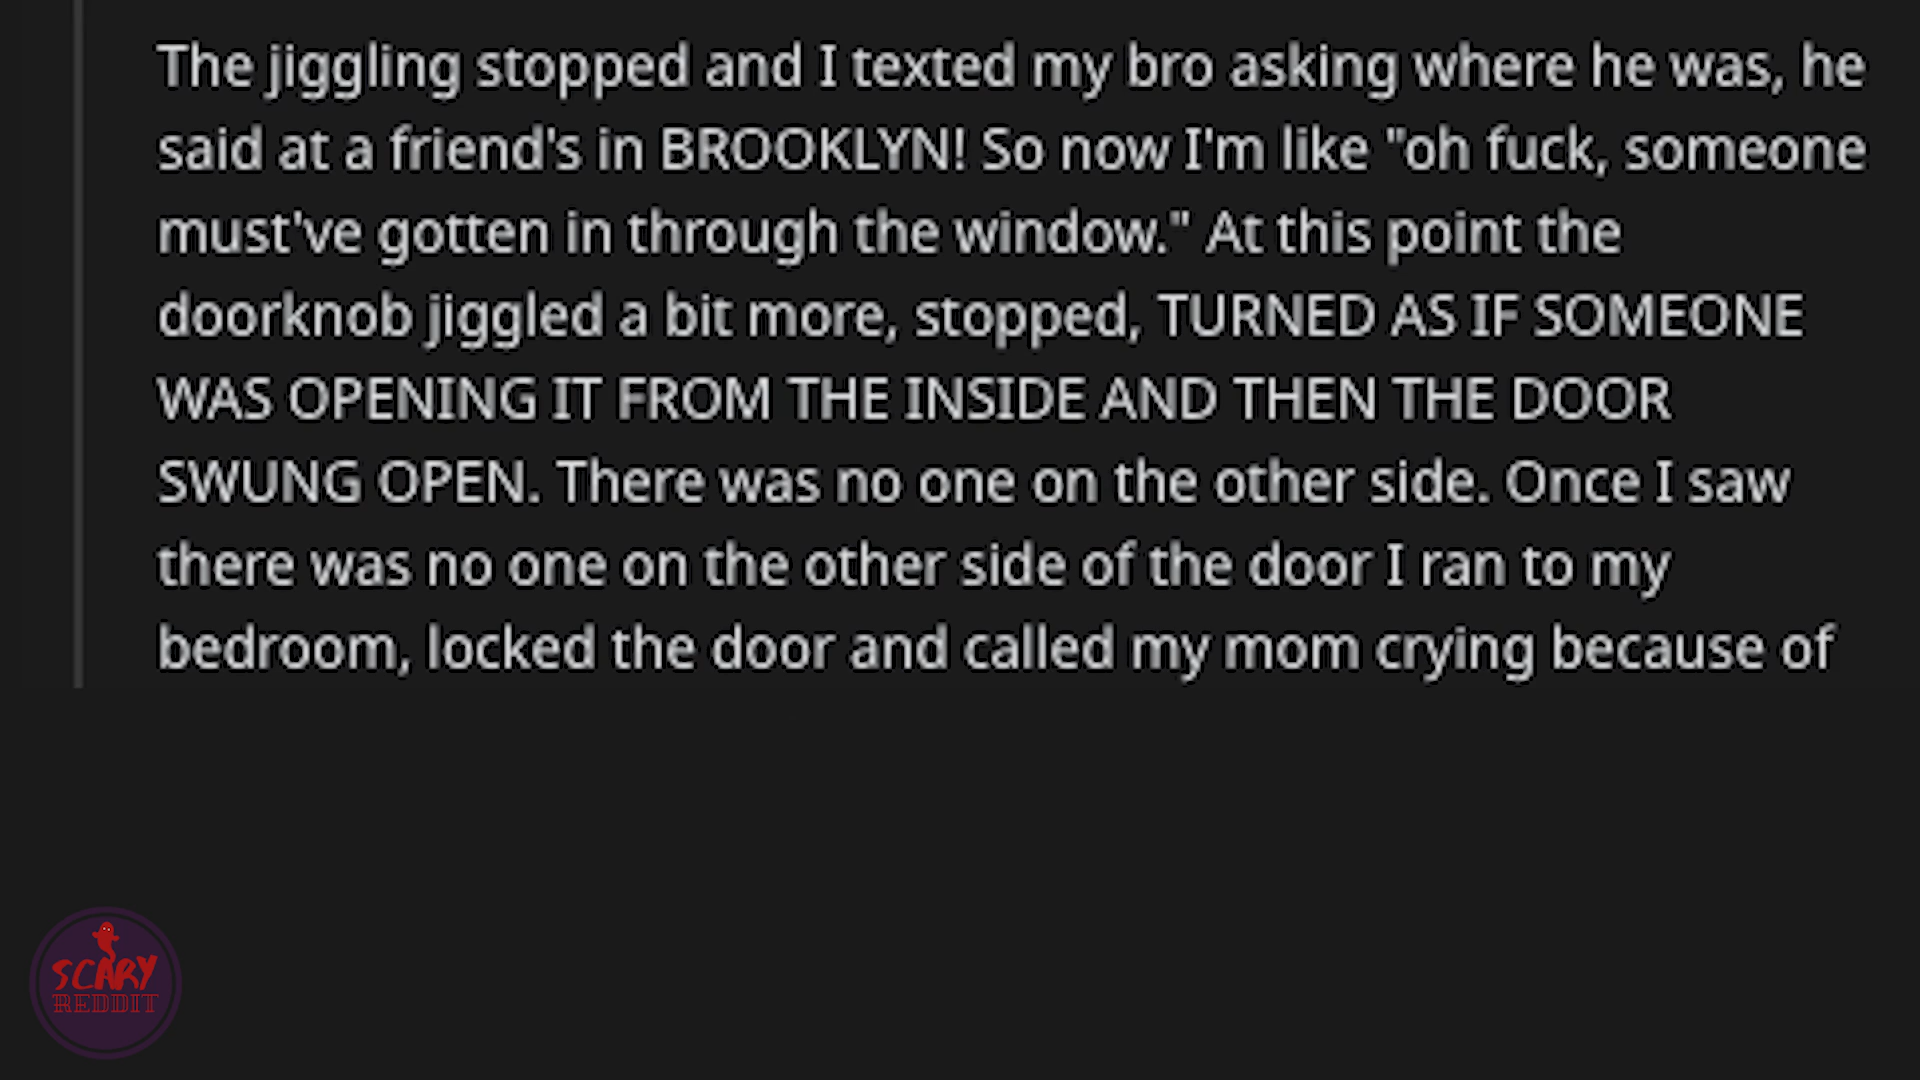 The jiggling stopped and I texted my bro asking where he was, he
said at a friend's in BROOKLYN! So now I'm like "oh fuck, someone
must've gotten in through the window." At this point the
doorknob jiggled a bit more, stopped, TURNED AS IF SOMEONE
WAS OPENING IT FROM THE INSIDE AND THEN THE DOOR
SWUNG OPEN. There was no one on the other side. Once I saw
there was no one on the other side of the door I ran to my
bedroom, locked the door and called my mom crying because of
SCARY
REDDIT